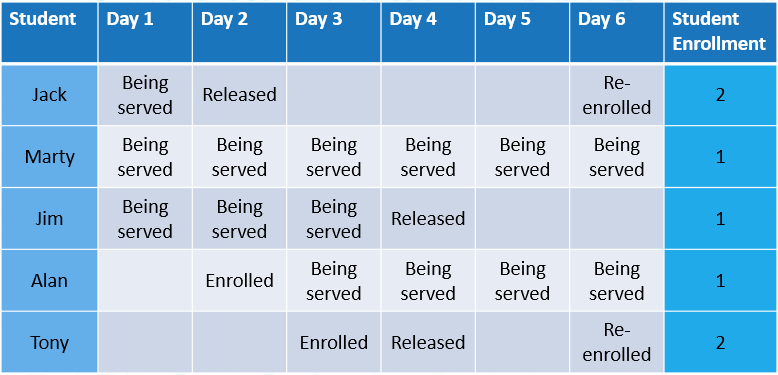 Student Day 1 Day 2 Day 3 Day 4 Day 5 Day 6 Student
Enrollment
Jack Being
served Released Re-
enrolled 2
Marty Being
served Being
served Being
served Being
served Being
served Being
served 1
Jim Being
served Being
served Being
served Released 1
Alan Enrolled Being
served Being
served Being
served Being
served 1
Tony Enrolled Released Re-
enrolled 2